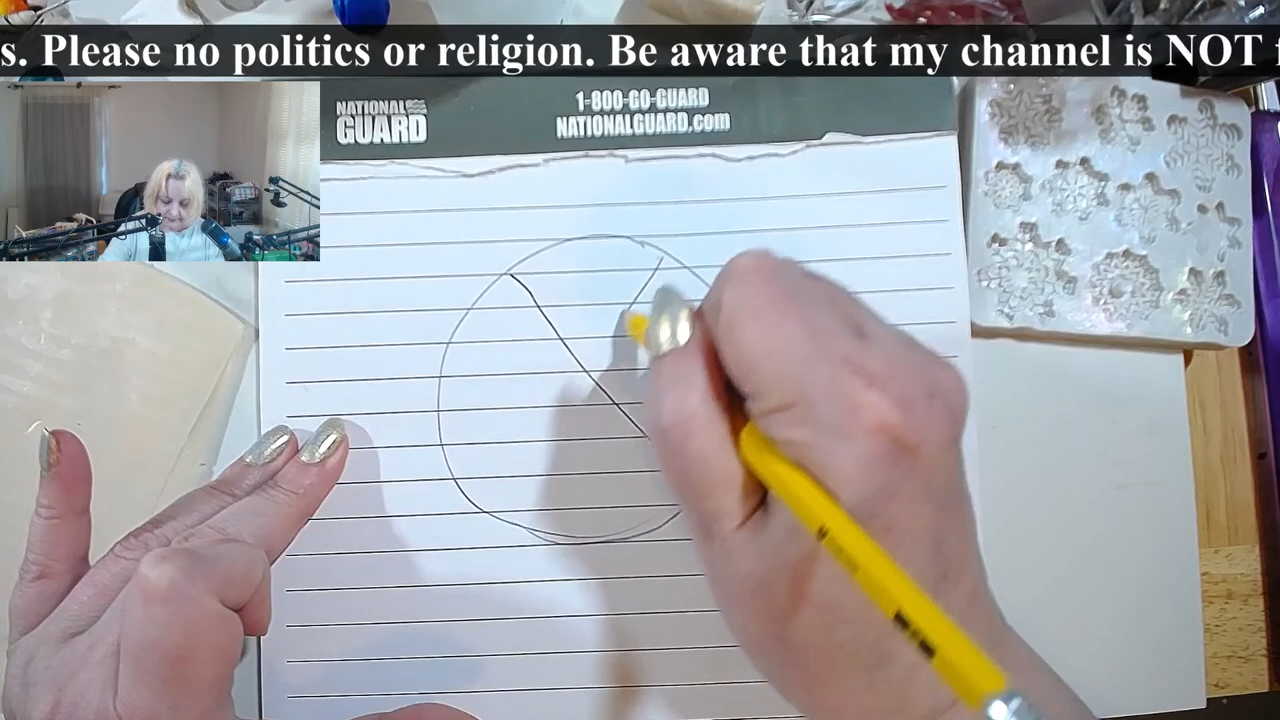 s. Please no politics or religion. Be aware that my channel is NOT
NATIONAL
GUARD
1-800-GO-GUARD
NATIONALGUARD.com